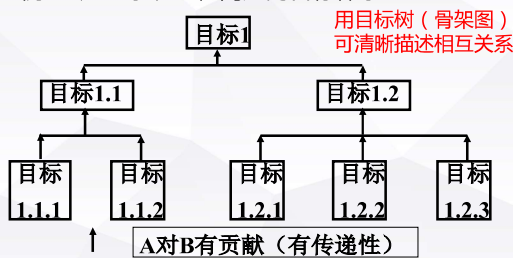 用目标树（骨架图）
可清晰描述相互关系
目标1
目标1.1
目标1.2
目标
1.1.1
目标
1.1.2
目标
1.2.1
目标
1.2.2
目标
1.2.3
A对B有贡献（有传递性）